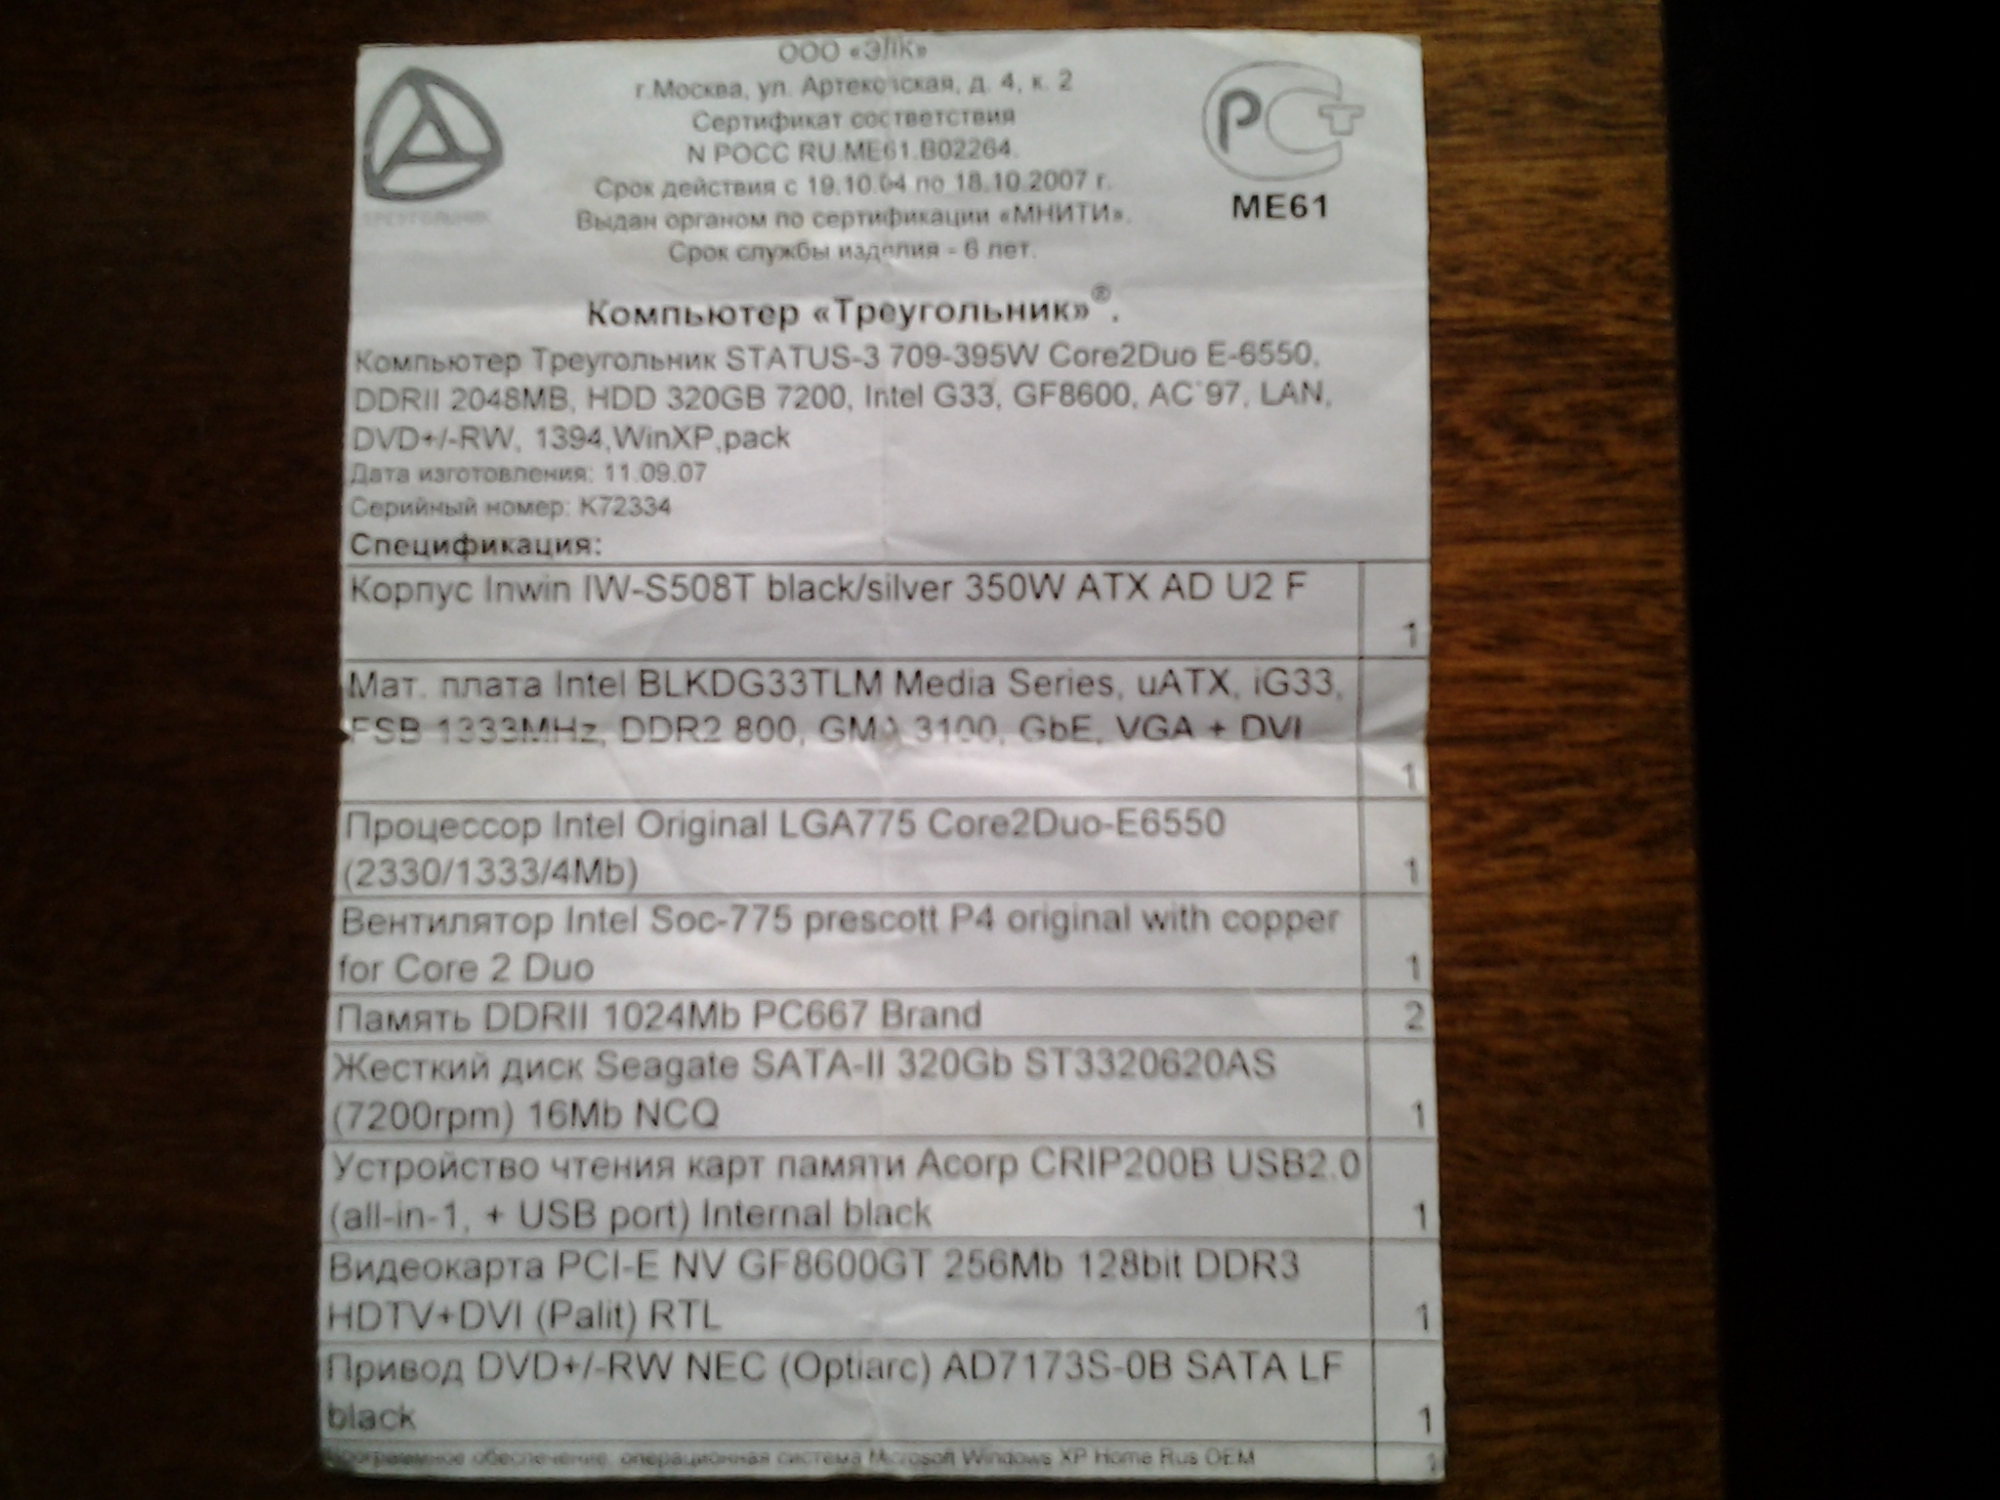 ООО «ЭЛК»
г.Москва, ул. Артековская, д. 4, к. 2
Сертификат соответствия
N РОСС RU.ME61.B02264.
Срок действия с 19.10.04 по 18.10.2007 г.
Выдан органом по сертификации «МНИТИ».
Срок службы изделия - 6 лет.
ТРЕУГОЛЬНИК
РСТ
ME61
Компьютер «Треугольник»®.
Компьютер Треугольник STATUS-3 709-395W Core2Duo E-6550,
DDRII 2048MB, HDD 320GB 7200, Intel G33, GF8600, AC`97, LAN,
DVD+/-RW, 1394,WinXP,pack
Дата изготовления: 11.09.07
Серийный номер: K72334
Спецификация:
Корпус Inwin IW-S508T black/silver 350W ATX AD U2 F
1
Мат. плата Intel BLKDG33TLM Media Series, uATX, iG33,
FSB 1333MHz, DDR2 800, GMA 3100, GbE, VGA + DVI
1
Процессор Intel Original LGA775 Core2Duo-E6550
(2330/1333/4Mb) 1
Вентилятор Intel Soc-775 prescott P4 original with copper
for Core 2 Duo 1
Память DDRII 1024Mb PC667 Brand 2
Жесткий диск Seagate SATA-II 320Gb ST3320620AS
(7200rpm) 16Mb NCQ 1
Устройство чтения карт памяти Acorp CRIP200B USB2.0
(all-in-1, + USB port) Internal black 1
Видеокарта PCI-E NV GF8600GT 256Mb 128bit DDR3
HDTV+DVI (Palit) RTL 1
Привод DVD+/-RW NEC (Optiarc) AD7173S-0B SATA LF
black 1
Программное обеспечение, операционная система Microsoft Windows XP Home Rus OEM 1